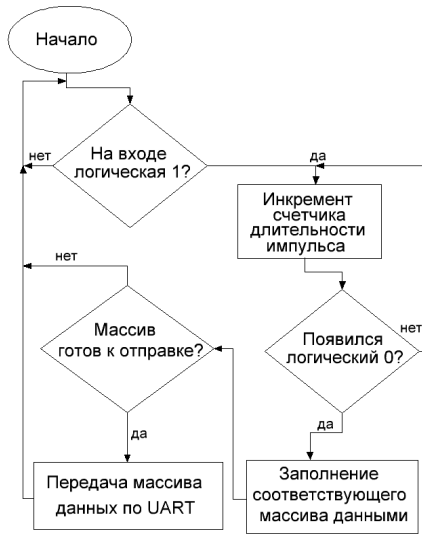 Начало
На входе
логическая 1?
нет
да
Инкремент
счетчика
длительности
импульса
нет
Массив
готов к отправке?
Появился
логический 0?
нет
да
да
Передача массива
данных по UART
Заполнение
соответствующего
массива данными